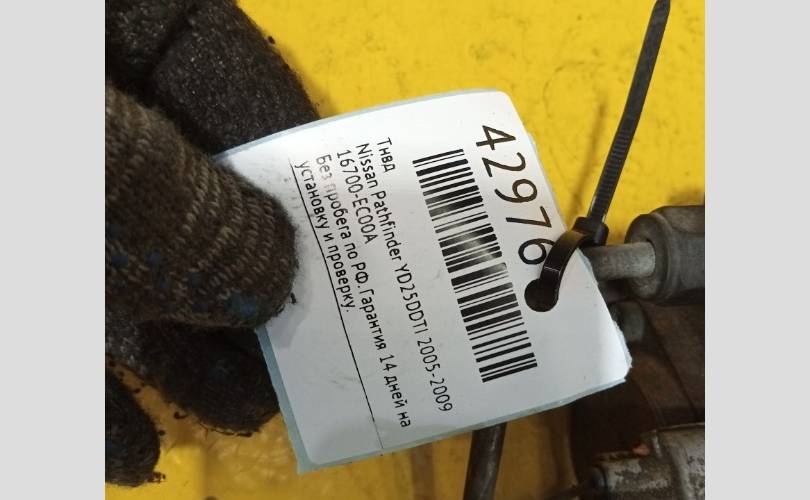 42976
Тнвд
Nissan Pathfinder YD25DDTI 2005-2009
16700-EC00A
Без пробега по РФ. Гарантия 14 дней на
установку и проверку.